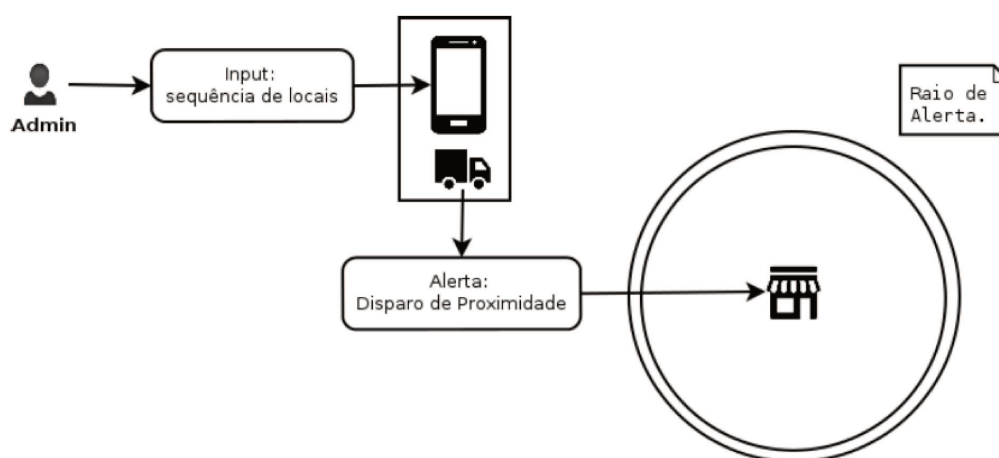 Admin
Input:
sequência de locais
Raio de
Alerta.
Alerta:
Disparo de Proximidade